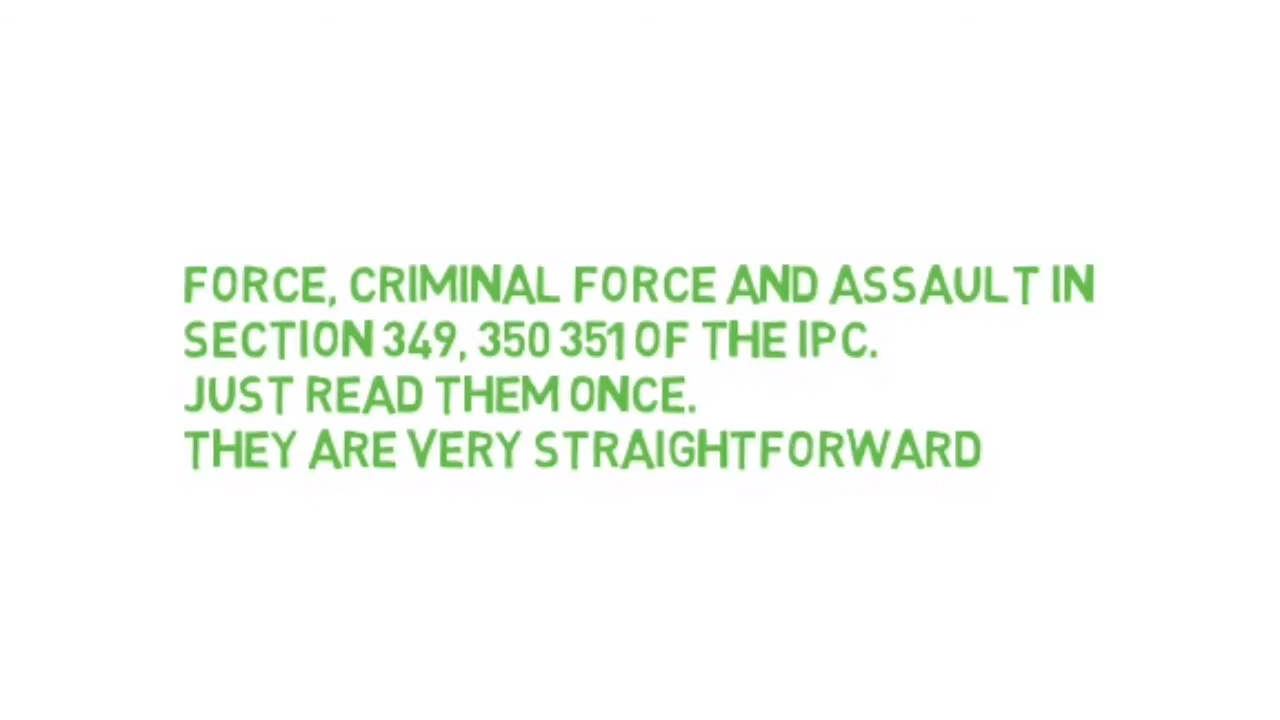 FORCE, CRIMINAL FORCE AND ASSAULT IN
SECTION 349, 350 351 OF THE IPC.
JUST READ THEM ONCE.
THEY ARE VERY STRAIGHTFORWARD